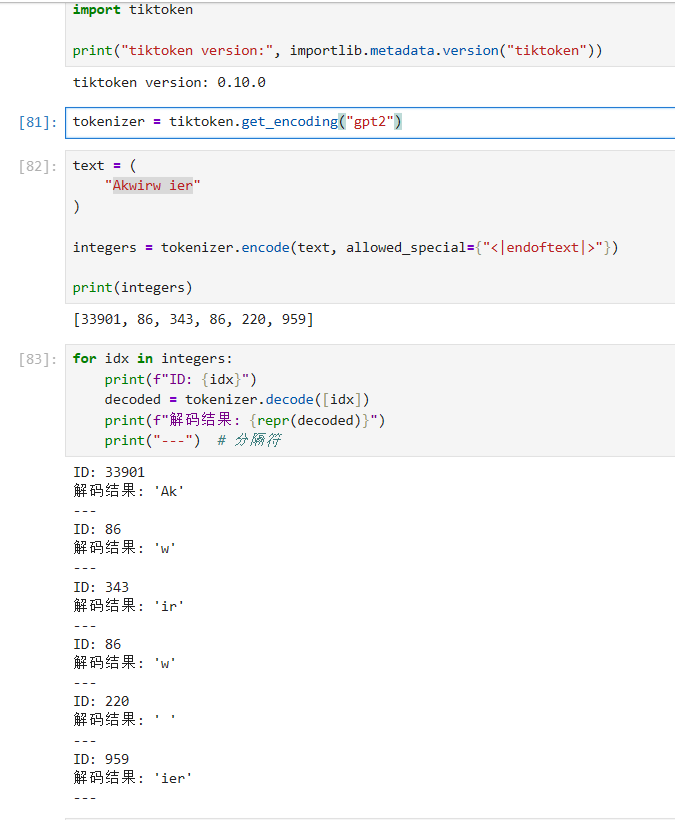 import tiktoken
print("tiktoken version:", importlib.metadata.version("tiktoken"))
tiktoken version: 0.10.0
[81]: tokenizer = tiktoken.get_encoding("gpt2")
[82]: text = (
    "Akwirw ier"
)
integers = tokenizer.encode(text, allowed_special={"<|endoftext|>"})
print(integers)
[33901, 86, 343, 86, 220, 959]
[83]: for idx in integers:
    print(f"ID: {idx}")
    decoded = tokenizer.decode([idx])
    print(f"解码结果: {repr(decoded)}")
    print("---")  # 分隔符
ID: 33901
解码结果: 'Ak'
---
ID: 86
解码结果: 'w'
---
ID: 343
解码结果: 'ir'
---
ID: 86
解码结果: 'w'
---
ID: 220
解码结果: ' '
---
ID: 959
解码结果: 'ier'
---